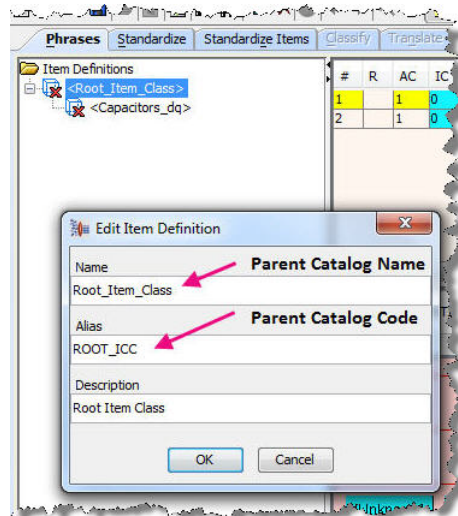 Phrases Standardize Standardize Items Classify Translate
Item Definitions
# R AC IC
<Root_Item_Class>
1 1 0
<Capacitors_dq>
2 1 0
Edit Item Definition
Name
Parent Catalog Name
Root_Item_Class
Alias
Parent Catalog Code
ROOT_ICC
Description
Root Item Class
OK Cancel